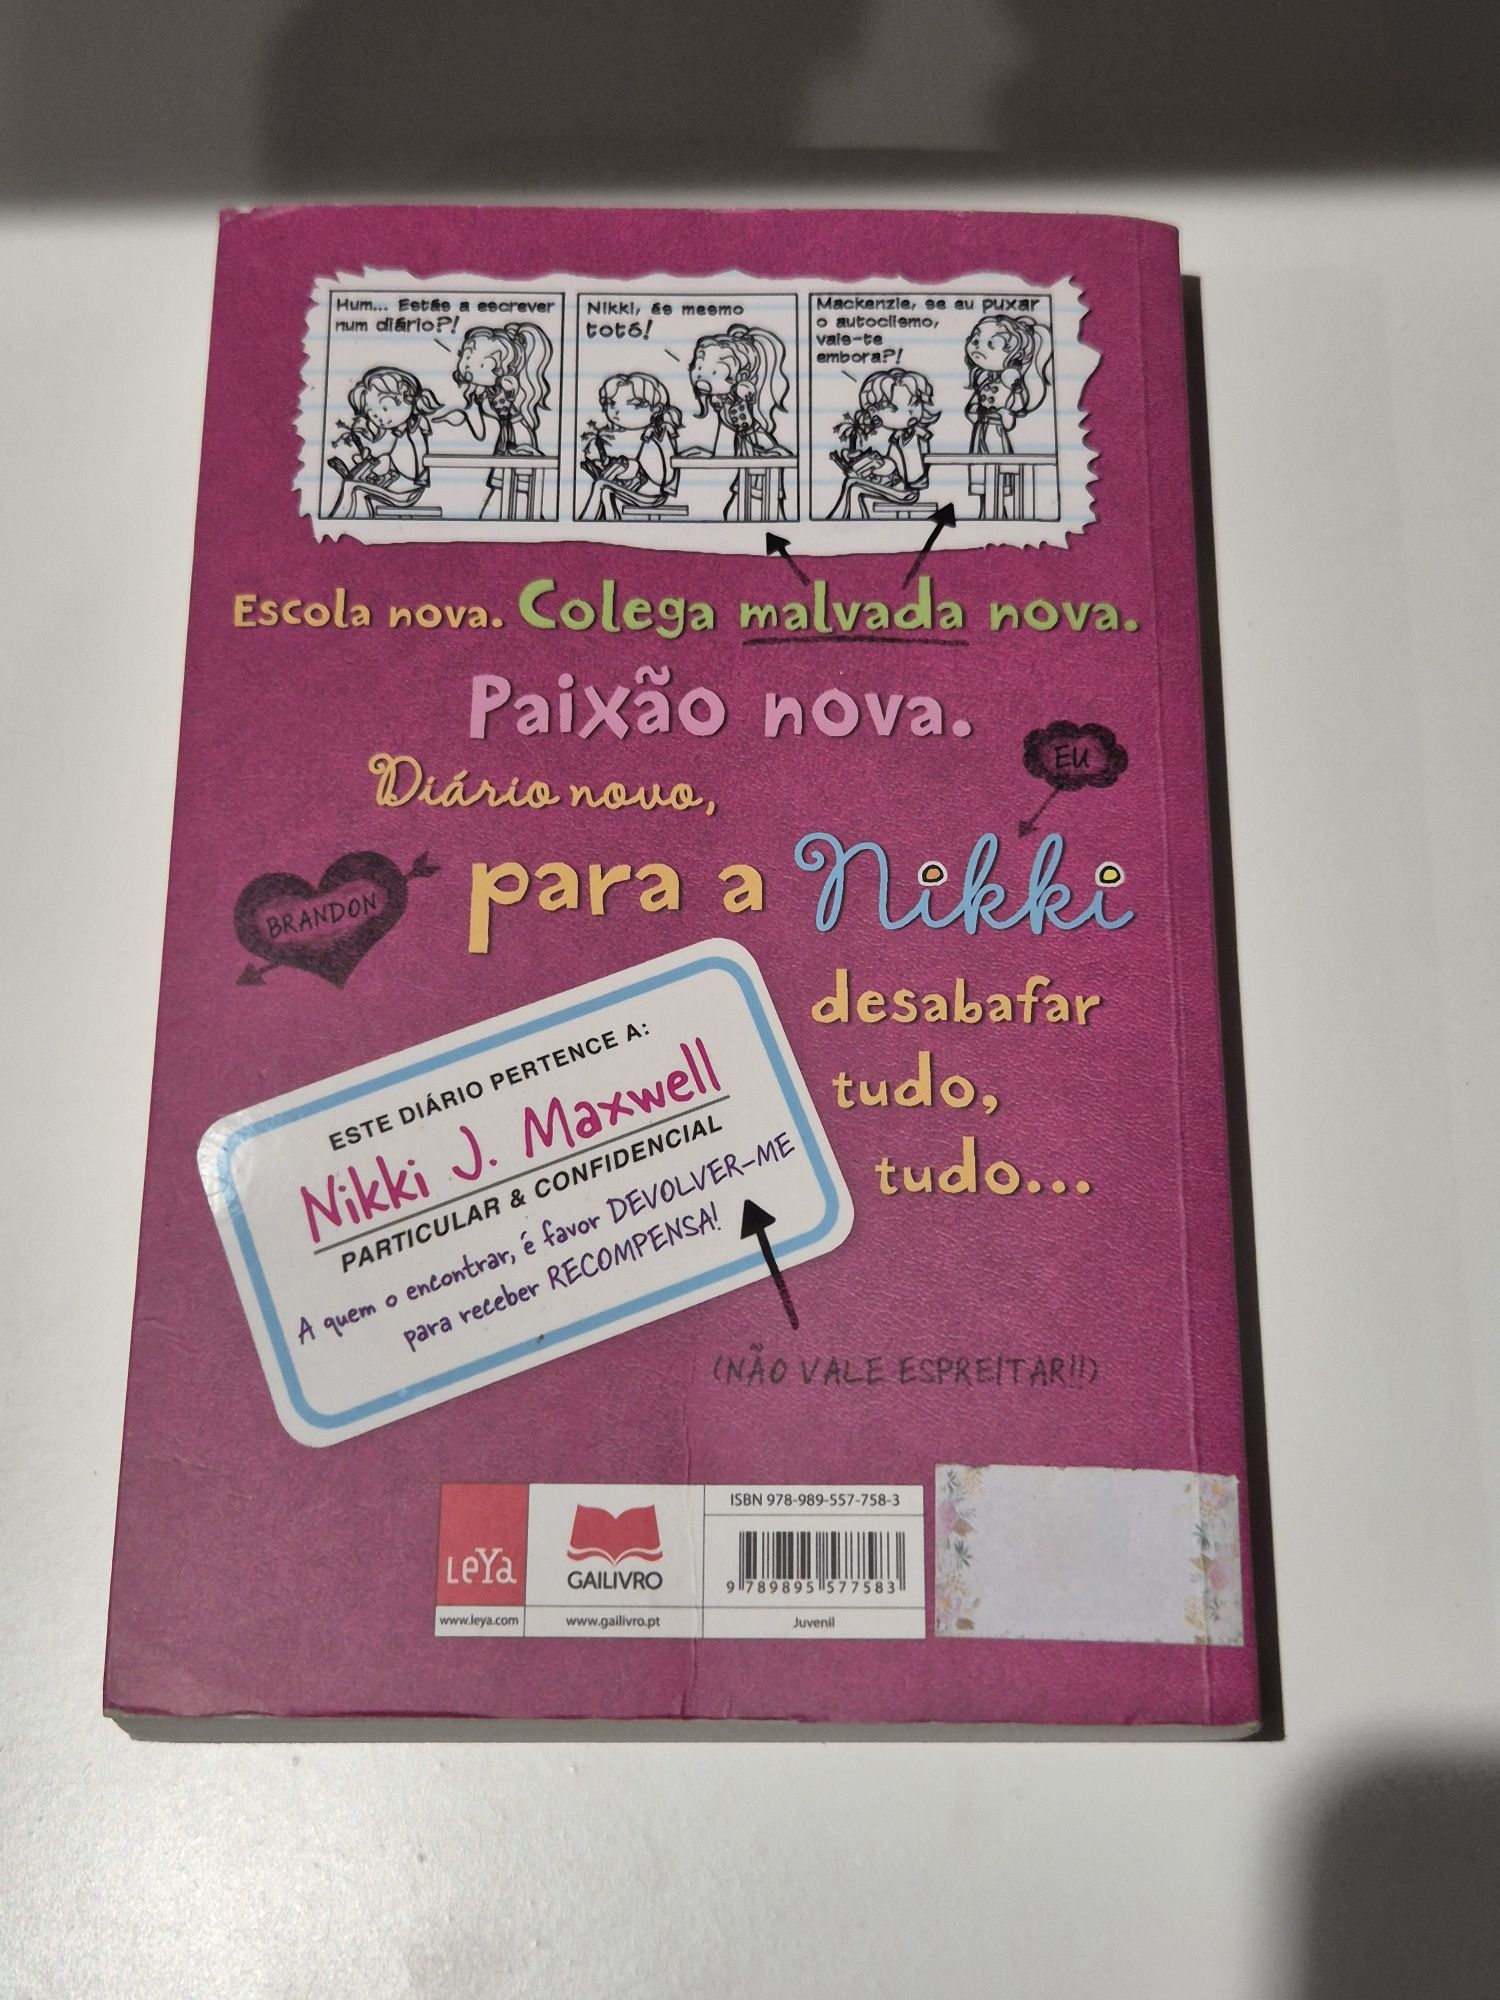 Hum... Estás a escrever
num diário?!
Nikki, és mesmo
totó!
Mackenzie, se eu puxar
o autoclismo,
vais-te
embora?!
Escola nova. Colega malvada nova.
Paixão nova.
EU
Diário novo,
para a Nikki
BRANDON
desabafar
tudo,
tudo...
ESTE DIÁRIO PERTENCE A:
Nikki J. Maxwell
PARTICULAR & CONFIDENCIAL
A quem o encontrar, é favor DEVOLVER-ME
para receber RECOMPENSA!
(NÃO VALE ESPREITAR!!)
LEYa
www.leya.com
GAILIVRO
www.gailivro.pt
ISBN 978-989-557-758-3
9 789895 577583
Juvenil